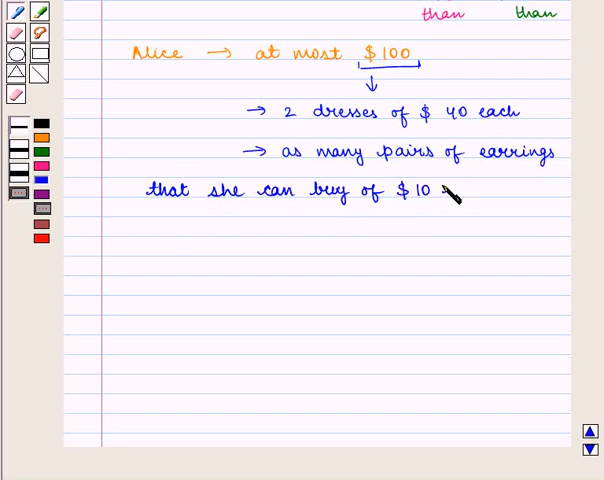 than than
Alice → at most $100
→ 2 dresses of $ 40 each
→ as many pairs of earrings
that she can buy of $10